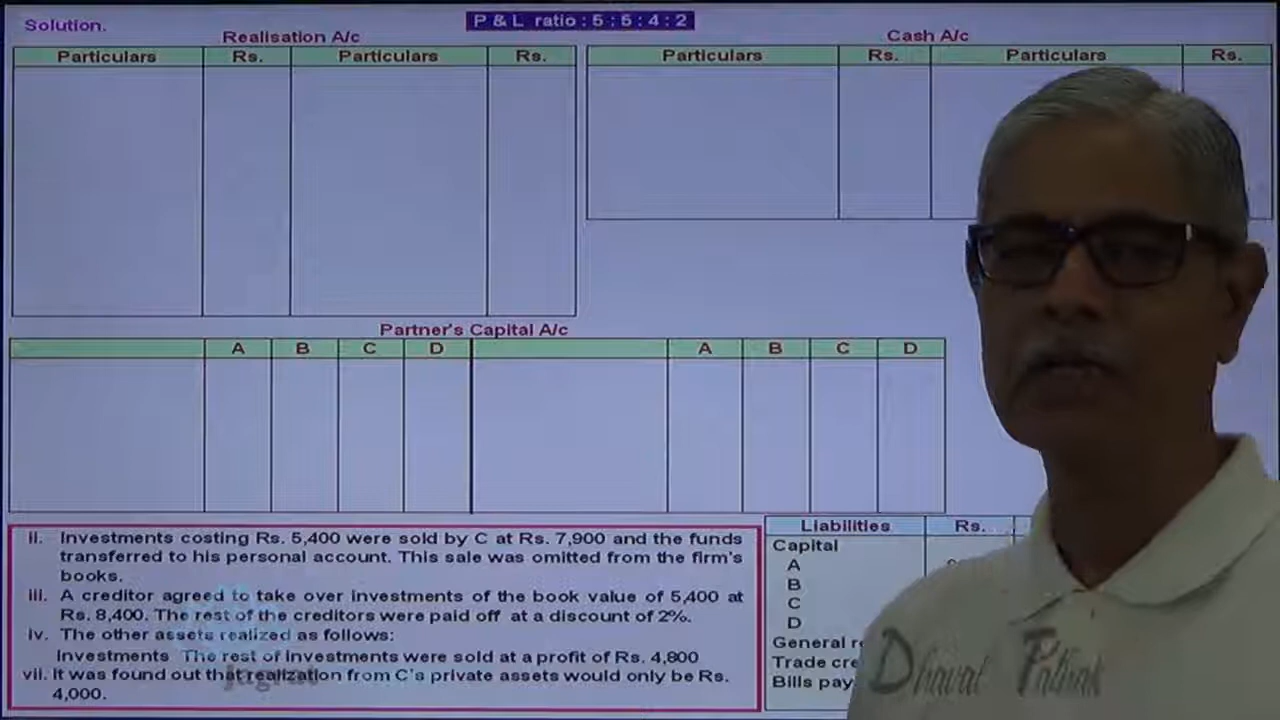 Solution.
P & L ratio : 5 : 5 : 4 : 2
Realisation A/c
Particulars Rs. Particulars Rs.
Cash A/c
Particulars Rs. Particulars Rs.
Partner's Capital A/c
A B C D A B C D
ii. Investments costing Rs. 5,400 were sold by C at Rs. 7,900 and the funds
transferred to his personal account. This sale was omitted from the firm's
books.
iii. A creditor agreed to take over investments of the book value of 5,400 at
Rs. 8,400. The rest of the creditors were paid off at a discount of 2%.
iv. The other assets realized as follows:
Investments The rest of investments were sold at a profit of Rs. 4,800
vii. It was found out that realization from C's private assets would only be Rs.
4,000.
Liabilities Rs.
Capital
A
B
C
D
General
Trade
Bills
Dhaval Pathak